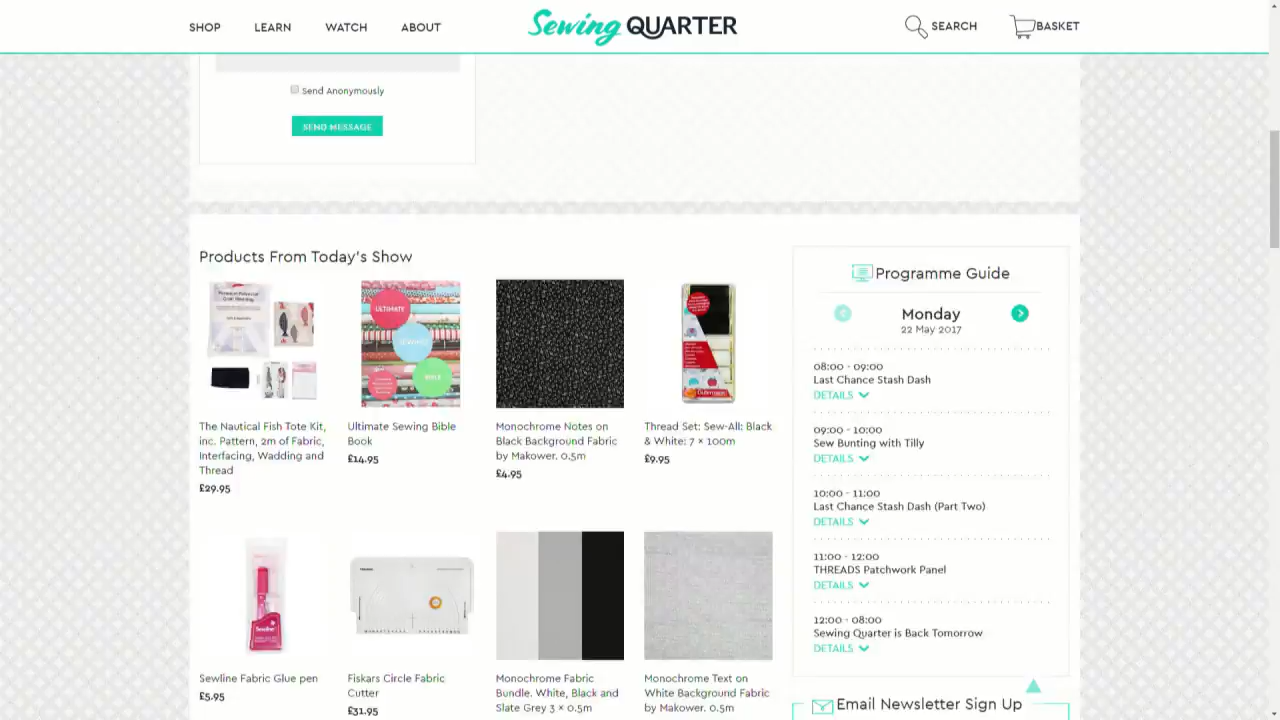 SHOP
LEARN
WATCH
ABOUT
Sewing QUARTER
SEARCH
BASKET
Send Anonymously
SEND MESSAGE
Products From Today's Show
The Nautical Fish Tote Kit,
inc. Pattern, 2m of Fabric,
Interfacing, Wadding and
Thread
£29.95
ULTIMATE
SEWING
BIBLE
Ultimate Sewing Bible
Book
£14.95
Monochrome Notes on
Black Background Fabric
by Makower. 0.5m
£4.95
Thread Set: Sew-All: Black
& White: 7 x 100m
£9.95
Sewline Fabric Glue pen
£5.95
Fiskars Circle Fabric
Cutter
£31.95
Monochrome Fabric
Bundle. White, Black and
Slate Grey 3 x 0.5m
Monochrome Text on
White Background Fabric
by Makower. 0.5m
Programme Guide
Monday
22 May 2017
08:00 - 09:00
Last Chance Stash Dash
DETAILS
09:00 - 10:00
Sew Bunting with Tilly
DETAILS
10:00 - 11:00
Last Chance Stash Dash (Part Two)
DETAILS
11:00 - 12:00
THREADS Patchwork Panel
DETAILS
12:00 - 08:00
Sewing Quarter is Back Tomorrow
DETAILS
Email Newsletter Sign Up